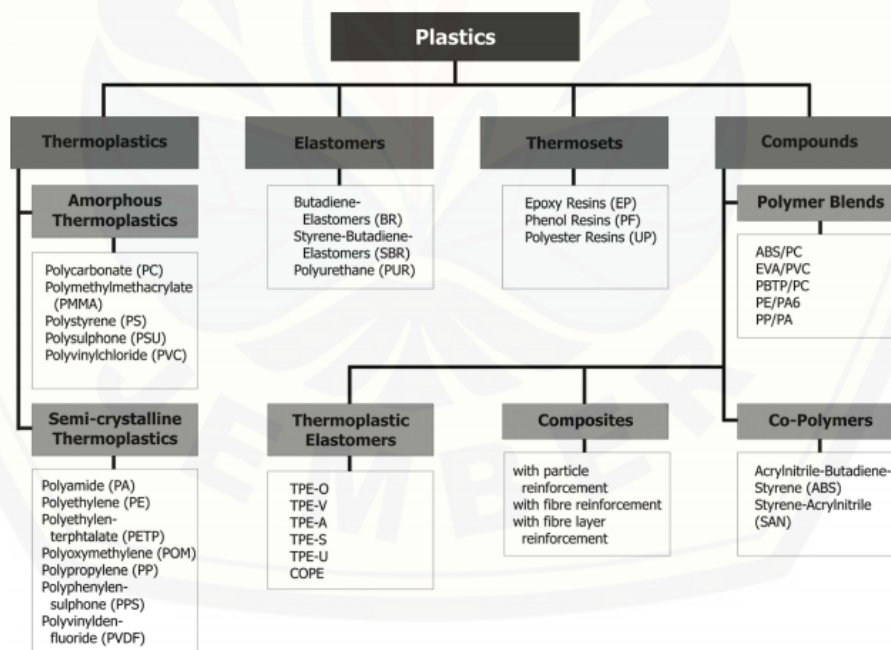 Plastics
Thermoplastics
Elastomers
Thermosets
Compounds
Amorphous
Thermoplastics
Polycarbonate (PC)
Polymethylmethacrylate
(PMMA)
Polystyrene (PS)
Polysulphone (PSU)
Polyvinylchloride (PVC)
Semi-crystalline
Thermoplastics
Polyamide (PA)
Polyethylene (PE)
Polyethylen-
terphtalate (PETP)
Polyoxymethylene (POM)
Polypropylene (PP)
Polyphenylen-
sulphone (PPS)
Polyvinylden-
fluoride (PVDF)
Butadiene-
Elastomers (BR)
Styrene-Butadiene-
Elastomers (SBR)
Polyurethane (PUR)
Epoxy Resins (EP)
Phenol Resins (PF)
Polyester Resins (UP)
Polymer Blends
ABS/PC
EVA/PVC
PBTP/PC
PE/PA6
PP/PA
Thermoplastic
Elastomers
TPE-O
TPE-V
TPE-A
TPE-S
TPE-U
COPE
Composites
with particle
reinforcement
with fibre reinforcement
with fibre layer
reinforcement
Co-Polymers
Acrylnitrile-Butadiene-
Styrene (ABS)
Styrene-Acrylnitrile
(SAN)
JEMBER